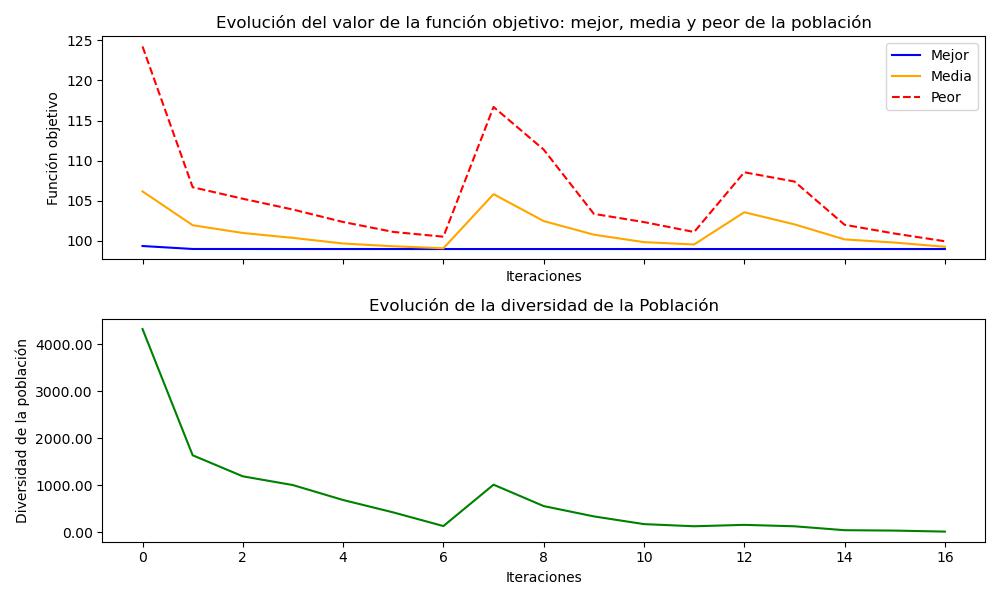 Evolución del valor de la función objetivo: mejor, media y peor de la población
125
120
115
110
105
100
Función objetivo
Mejor
Media
Peor
Iteraciones
Evolución de la diversidad de la Población
4000.00
3000.00
2000.00
1000.00
0.00
Diversidad de la población
0 2 4 6 8 10 12 14 16
Iteraciones